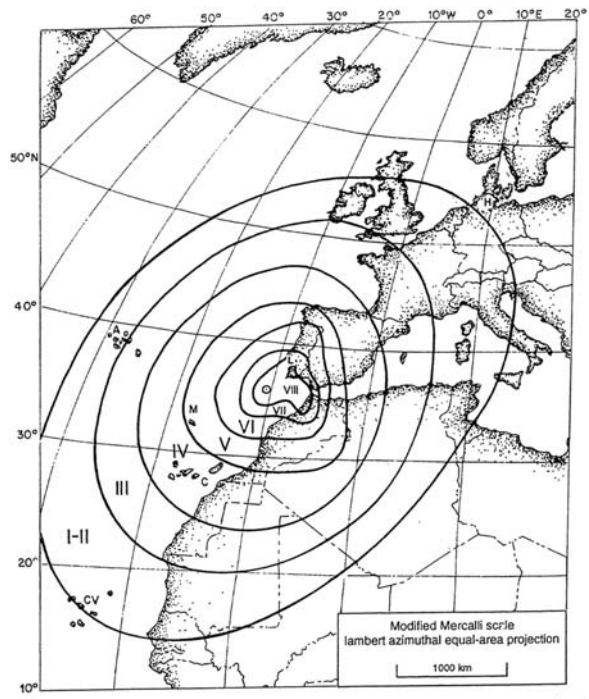 60° 50° 40° 30° 20° 10°W 0° 10°E 20°
50°N
40°
A
VIII
M
VII
VI
30°
V
IV
C
III
I-II
20°
CV
Modified Mercalli scale
lambert azimuthal equal-area projection
1000 km
10°